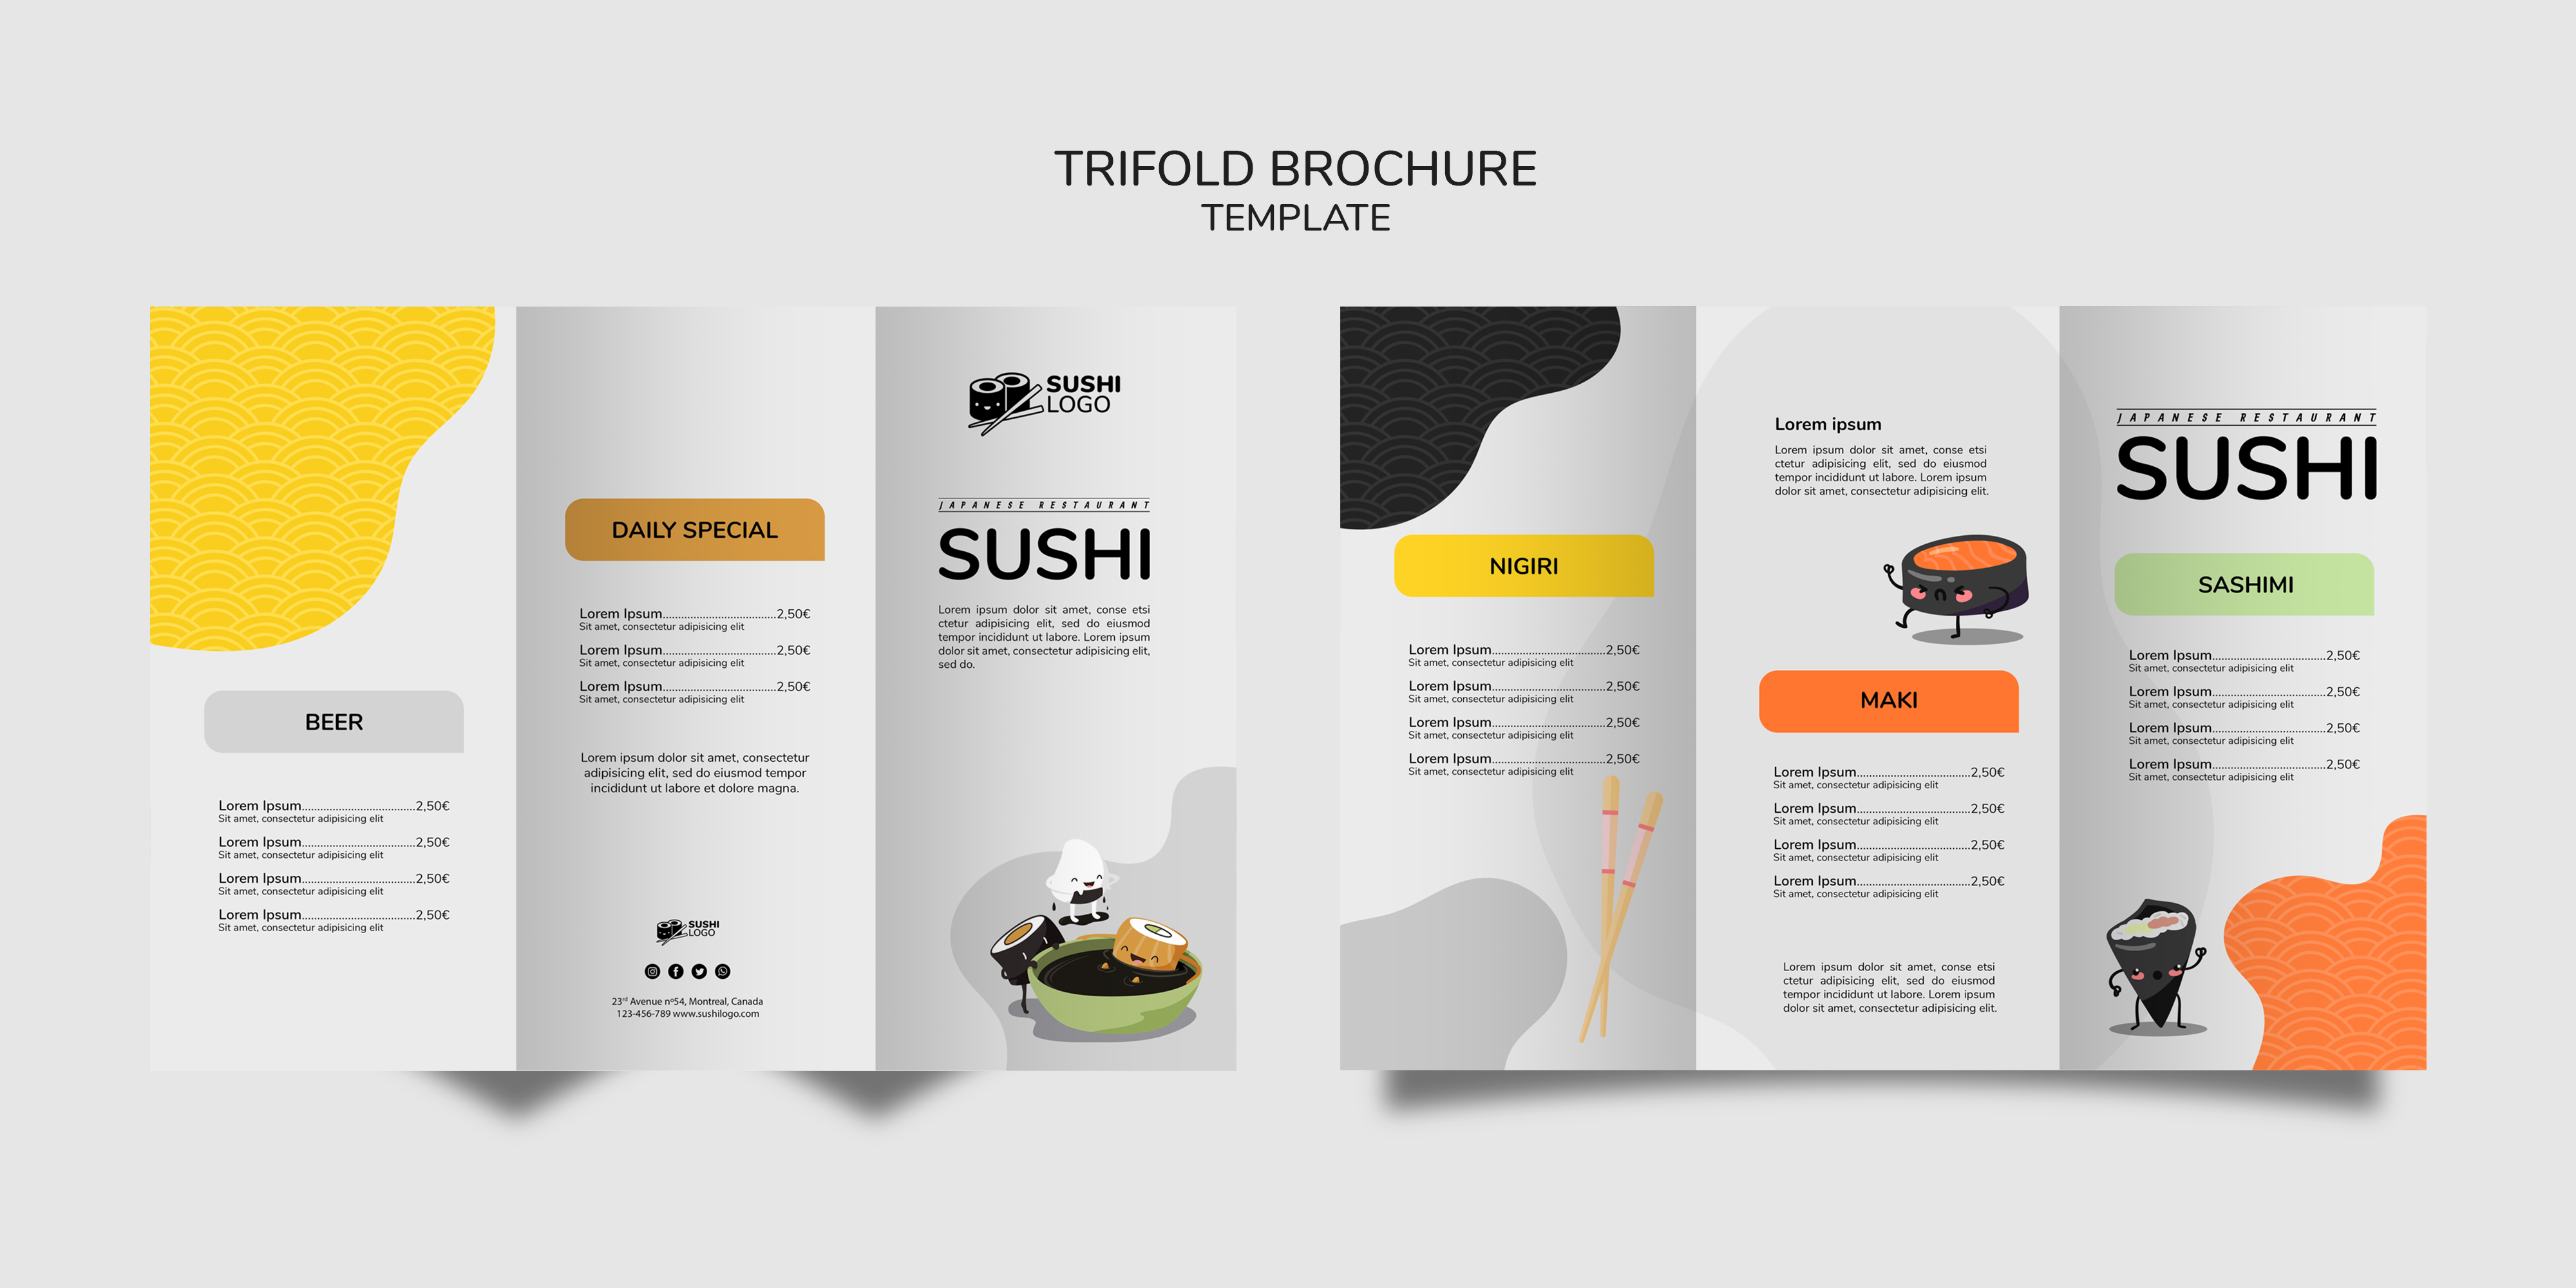 TRIFOLD BROCHURE
TEMPLATE
BEER
Lorem Ipsum......................................2,50€
Sit amet, consectetur adipisicing elit
Lorem Ipsum......................................2,50€
Sit amet, consectetur adipisicing elit
Lorem Ipsum......................................2,50€
Sit amet, consectetur adipisicing elit
Lorem Ipsum......................................2,50€
Sit amet, consectetur adipisicing elit
DAILY SPECIAL
Lorem Ipsum......................................2,50€
Sit amet, consectetur adipisicing elit
Lorem Ipsum......................................2,50€
Sit amet, consectetur adipisicing elit
Lorem Ipsum......................................2,50€
Sit amet, consectetur adipisicing elit
Lorem ipsum dolor sit amet, consectetur
adipisicing elit, sed do eiusmod tempor
incididunt ut labore et dolore magna.
SUSHI
LOGO
23rd Avenue nº54, Montreal, Canada
123-456-789 www.sushilogo.com
SUSHI
LOGO
JAPANESE RESTAURANT
SUSHI
Lorem ipsum dolor sit amet, conse etsi
ctetur adipisicing elit, sed do eiusmod
tempor incididunt ut labore. Lorem ipsum
dolor sit amet, consectetur adipisicing elit,
sed do.
NIGIRI
Lorem Ipsum......................................2,50€
Sit amet, consectetur adipisicing elit
Lorem Ipsum......................................2,50€
Sit amet, consectetur adipisicing elit
Lorem Ipsum......................................2,50€
Sit amet, consectetur adipisicing elit
Lorem Ipsum......................................2,50€
Sit amet, consectetur adipisicing elit
Lorem ipsum
Lorem ipsum dolor sit amet, conse etsi
ctetur adipisicing elit, sed do eiusmod
tempor incididunt ut labore. Lorem ipsum
dolor sit amet, consectetur adipisicing elit.
MAKI
Lorem Ipsum......................................2,50€
Sit amet, consectetur adipisicing elit
Lorem Ipsum......................................2,50€
Sit amet, consectetur adipisicing elit
Lorem Ipsum......................................2,50€
Sit amet, consectetur adipisicing elit
Lorem Ipsum......................................2,50€
Sit amet, consectetur adipisicing elit
Lorem ipsum dolor sit amet, conse etsi
ctetur adipisicing elit, sed do eiusmod
tempor incididunt ut labore. Lorem ipsum
dolor sit amet, consectetur adipisicing elit.
JAPANESE RESTAURANT
SUSHI
SASHIMI
Lorem Ipsum......................................2,50€
Sit amet, consectetur adipisicing elit
Lorem Ipsum......................................2,50€
Sit amet, consectetur adipisicing elit
Lorem Ipsum......................................2,50€
Sit amet, consectetur adipisicing elit
Lorem Ipsum......................................2,50€
Sit amet, consectetur adipisicing elit